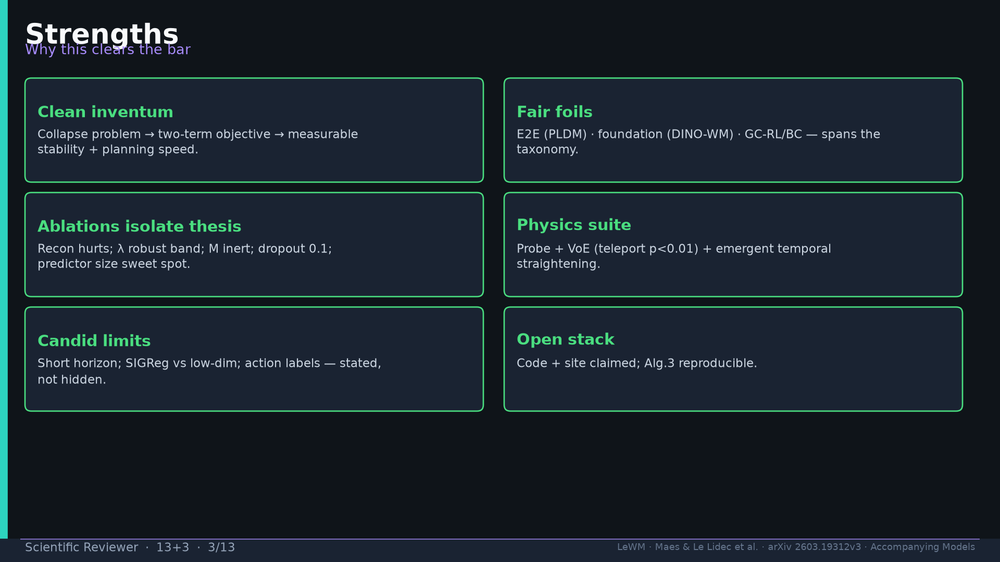 Strengths
Why this clears the bar
Clean inventum
Collapse problem → two-term objective → measurable
stability + planning speed.
Fair foils
E2E (PLDM) · foundation (DINO-WM) · GC-RL/BC — spans the
taxonomy.
Ablations isolate thesis
Recon hurts; λ robust band; M inert; dropout 0.1;
predictor size sweet spot.
Physics suite
Probe + VoE (teleport p<0.01) + emergent temporal
straightening.
Candid limits
Short horizon; SIGReg vs low-dim; action labels — stated,
not hidden.
Open stack
Code + site claimed; Alg.3 reproducible.
Scientific Reviewer · 13+3 · 3/13
LeWM · Maes & Le Lidec et al. · arXiv 2603.19312v3 · Accompanying Models